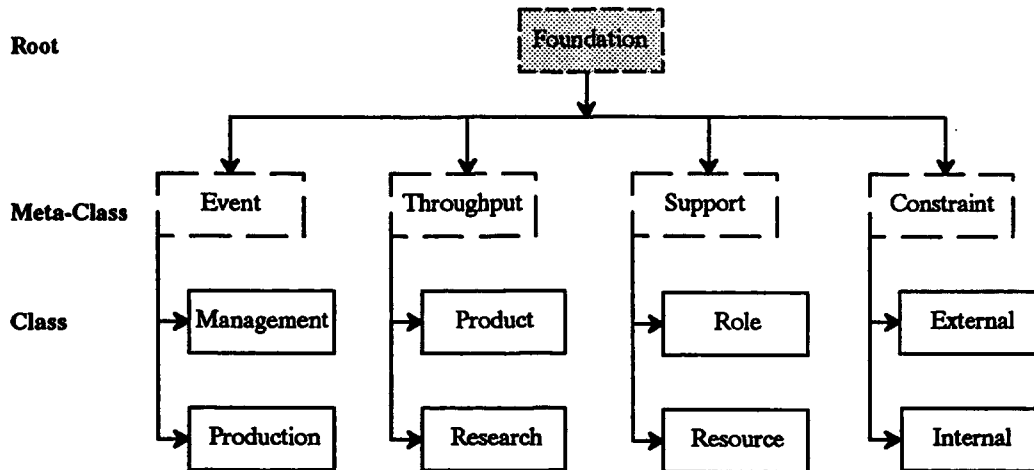 Root
Foundation
Meta-Class
Event
Throughput
Support
Constraint
Class
Management
Product
Role
External
Production
Research
Resource
Internal